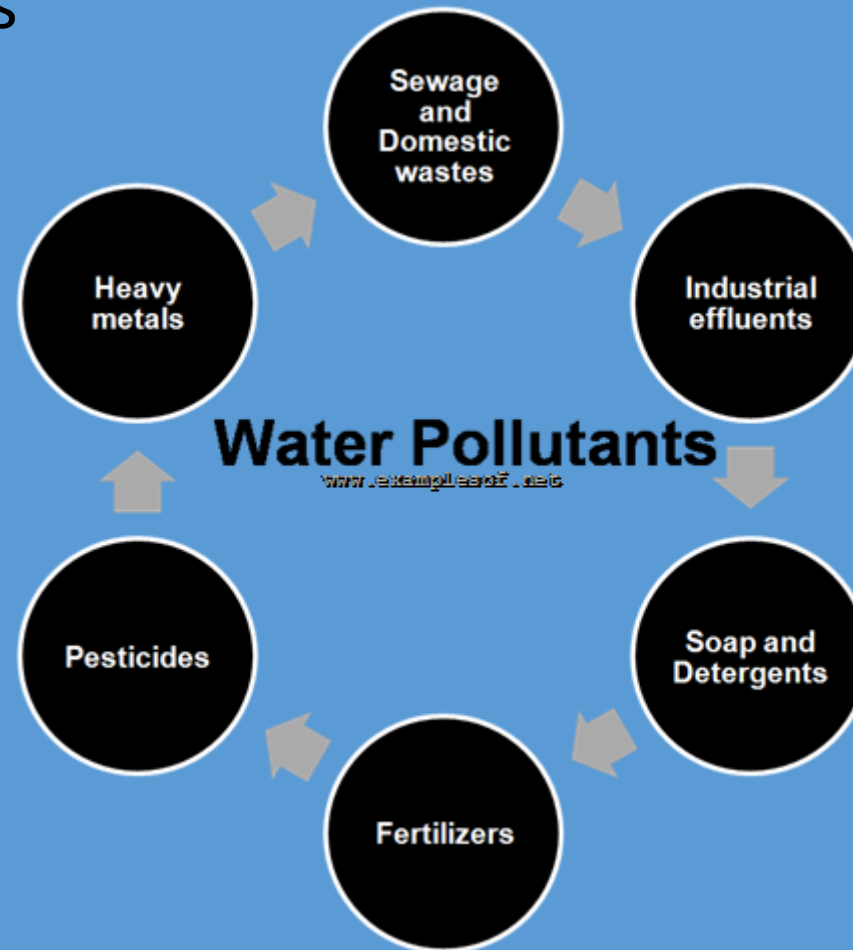 s
Sewage
and
Domestic
wastes
Industrial
effluents
Soap and
Detergents
Fertilizers
Pesticides
Heavy
metals
Water Pollutants
www.examplesof.net